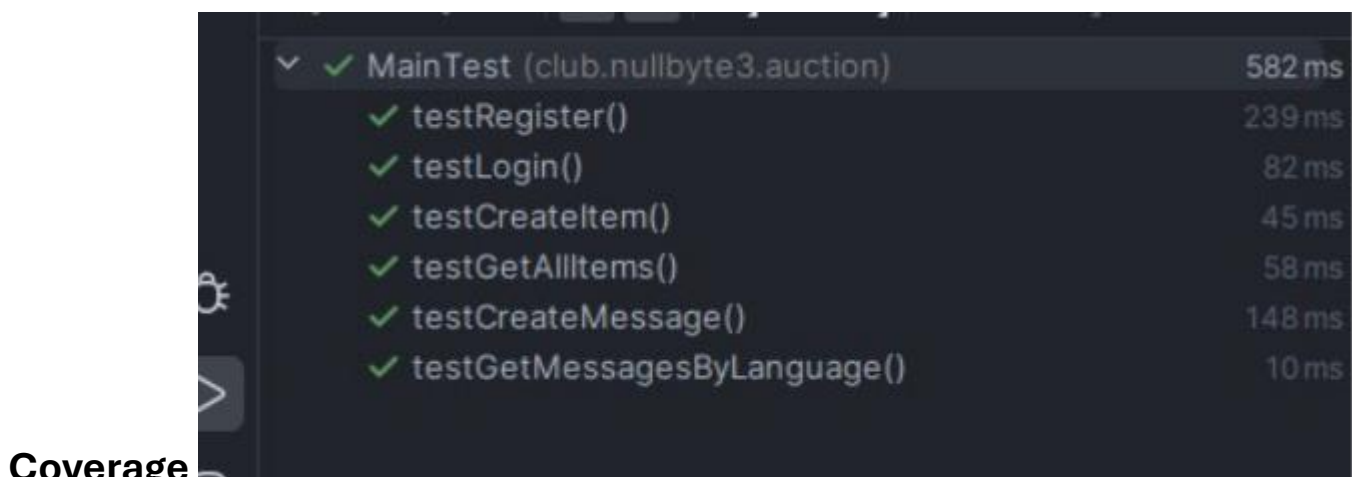 MainTest (club.nullbyte3.auction) 582 ms
testRegister() 239 ms
testLogin() 82 ms
testCreateItem() 45 ms
testGetAllItems() 58 ms
testCreateMessage() 148 ms
testGetMessagesByLanguage() 10 ms
Coverage